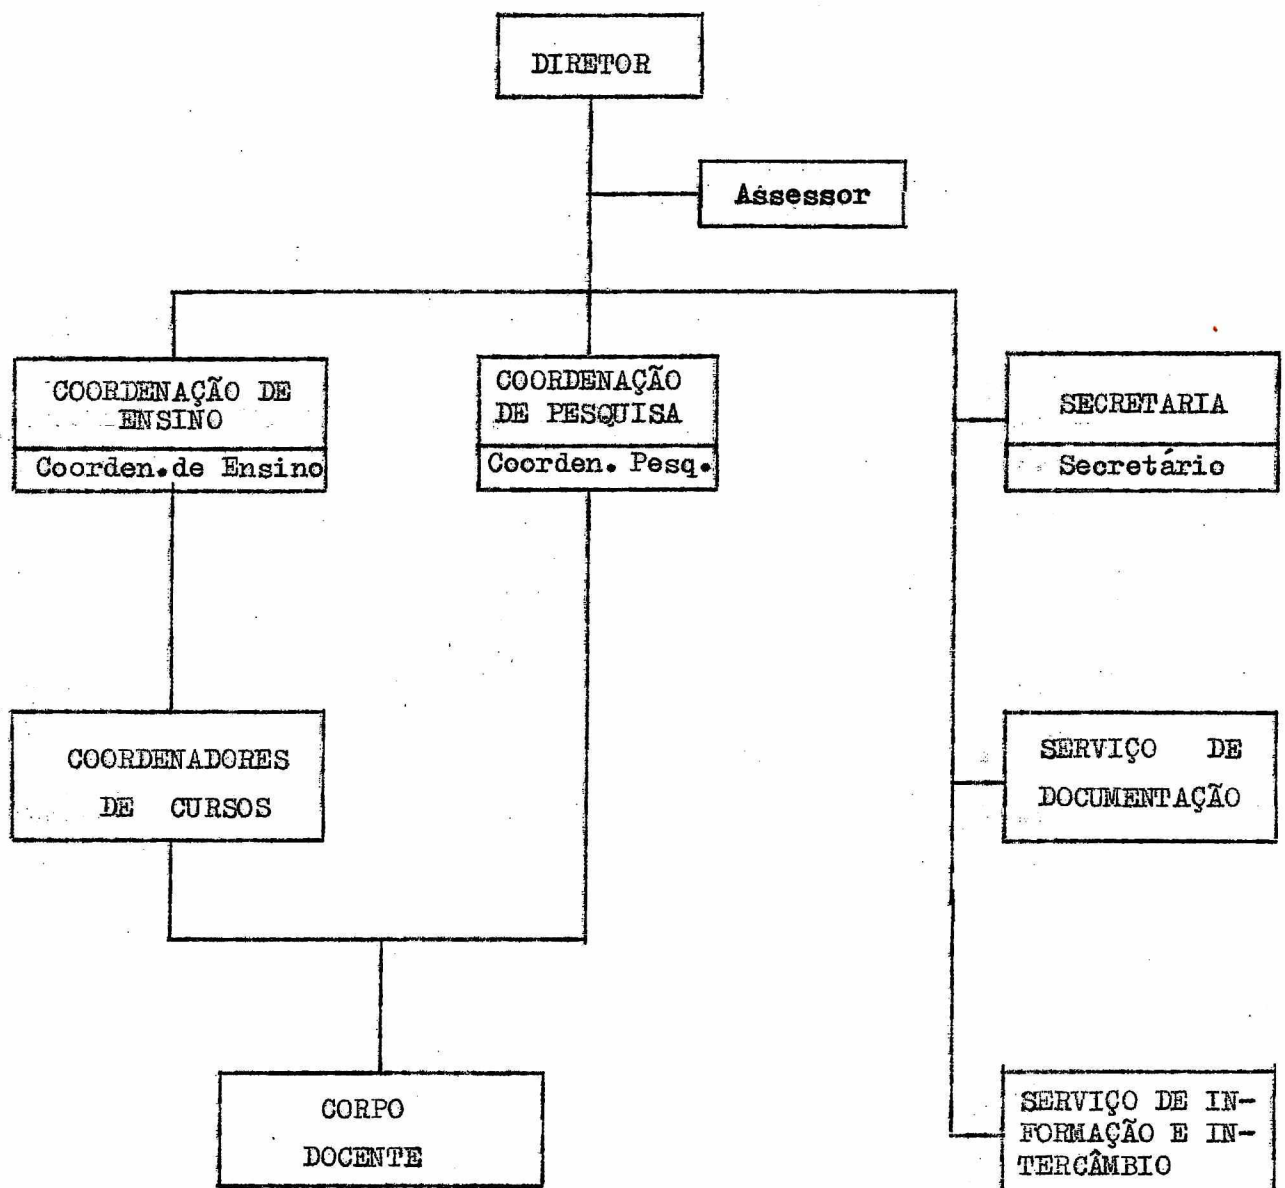 DIRETOR
Assessor
COORDENAÇÃO DE
ENSINO
Coorden.de Ensino
COORDENAÇÃO
DE PESQUISA
Coorden. Pesq.
SECRETARIA
Secretário
COORDENADORES
DE CURSOS
SERVIÇO DE
DOCUMENTAÇÃO
CORPO
DOCENTE
SERVIÇO DE IN-
FORMAÇÃO E IN-
TERCÂMBIO